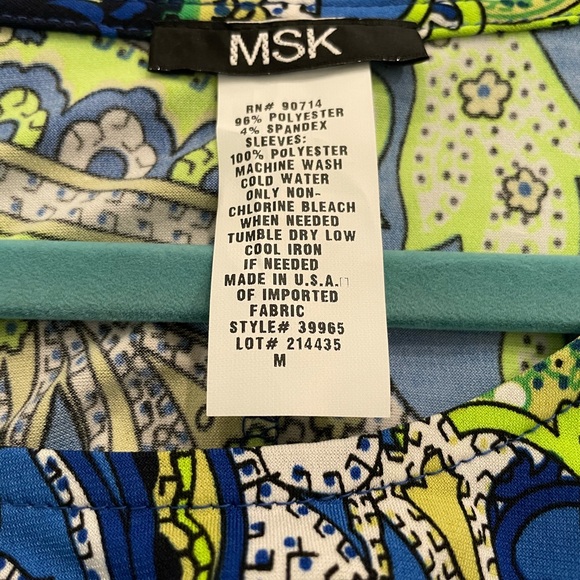 MSK
RN# 90714
96% POLYESTER
4% SPANDEX
SLEEVES:
100% POLYESTER
MACHINE WASH
COLD WATER
ONLY NON-
CHLORINE BLEACH
WHEN NEEDED
TUMBLE DRY LOW
COOL IRON
IF NEEDED
MADE IN U.S.A.
OF IMPORTED
FABRIC
STYLE# 39965
LOT# 214435
M